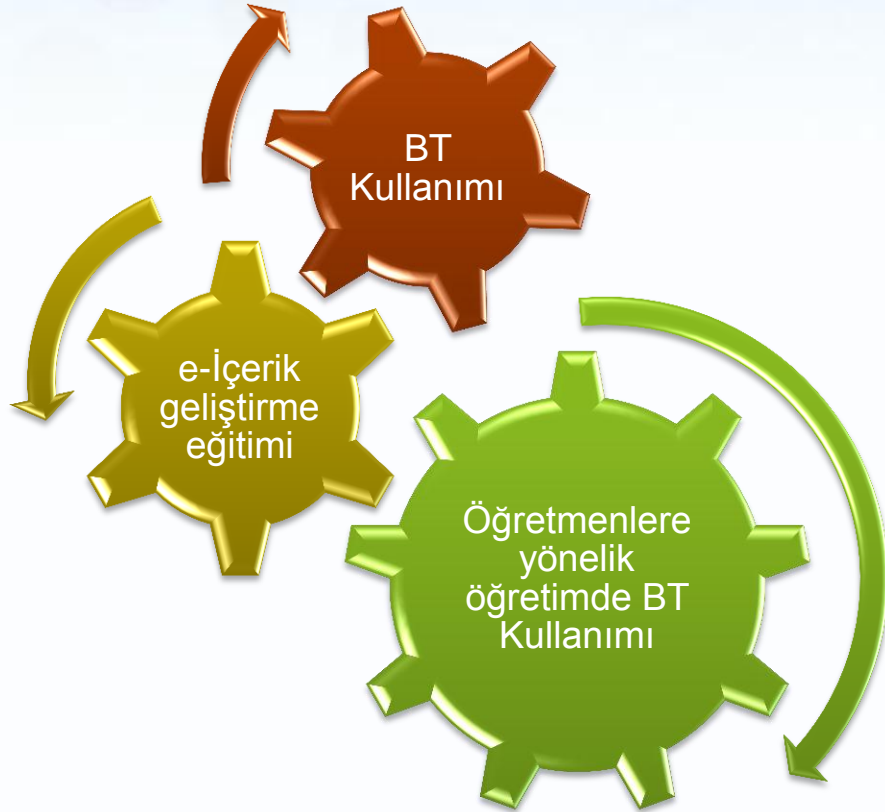 BT
Kullanımı
e-İçerik
geliştirme
eğitimi
Öğretmenlere
yönelik
öğretimde BT
Kullanımı